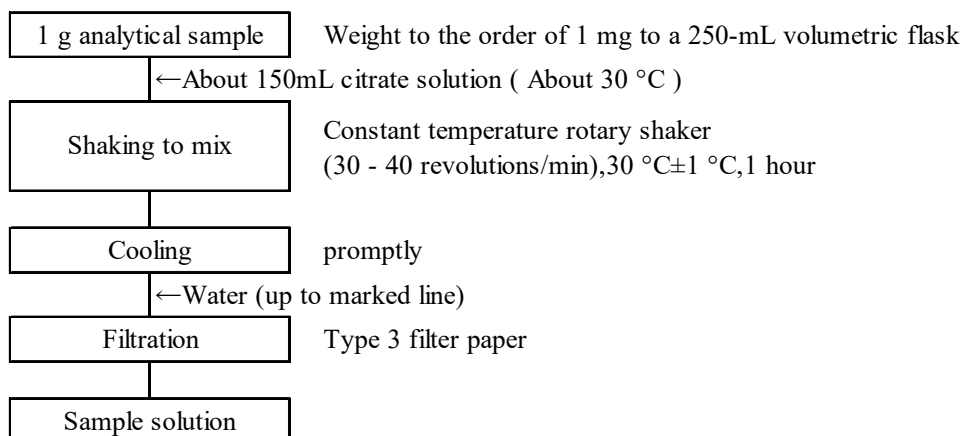 1 g analytical sample Weight to the order of 1 mg to a 250-mL volumetric flask
←About 150mL citrate solution ( About 30 °C )
Shaking to mix
Constant temperature rotary shaker
(30 - 40 revolutions/min),30 °C±1 °C,1 hour
Cooling promptly
←Water (up to marked line)
Filtration Type 3 filter paper
Sample solution